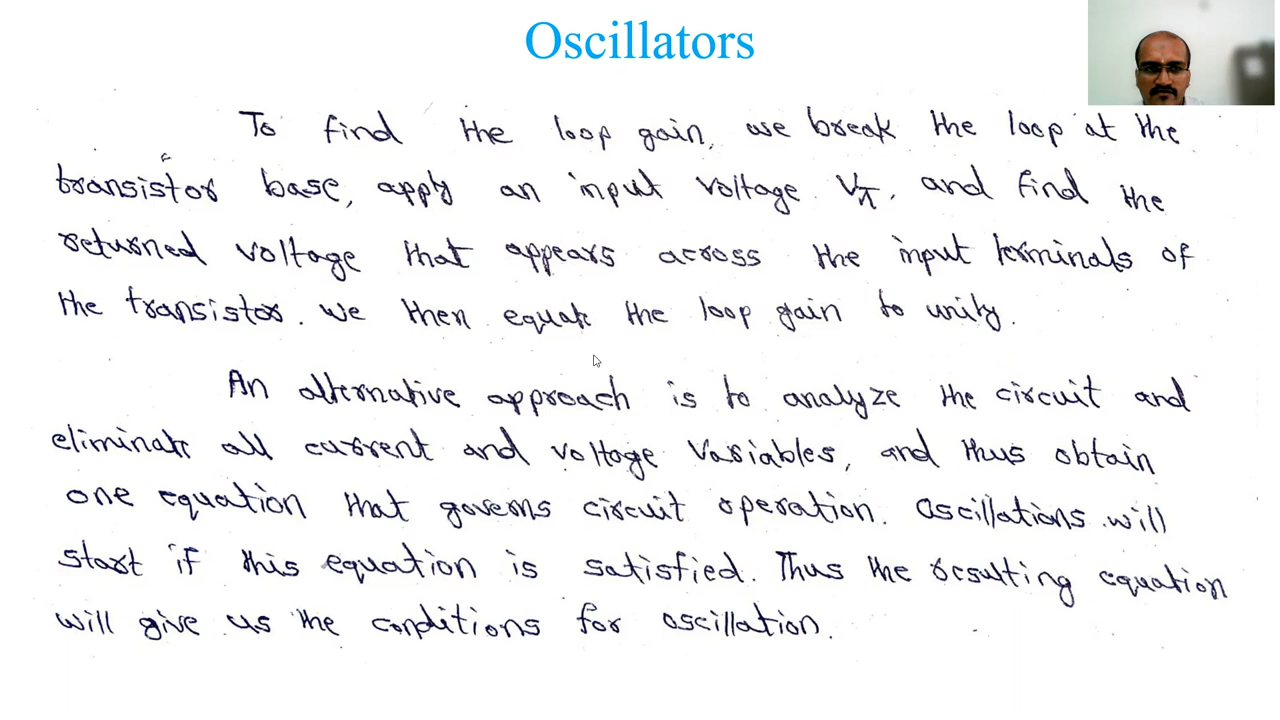 Oscillators
To find the loop gain, we break the loop at the
transistor base, apply an input voltage Vπ, and find the
returned voltage that appears across the input terminals of
the transistor. We then equate the loop gain to unity.
An alternative approach is to analyze the circuit and
eliminate all current and voltage variables, and thus obtain
one equation that governs circuit operation. Oscillations will
start if this equation is satisfied. Thus the resulting equation
will give us the conditions for oscillation.